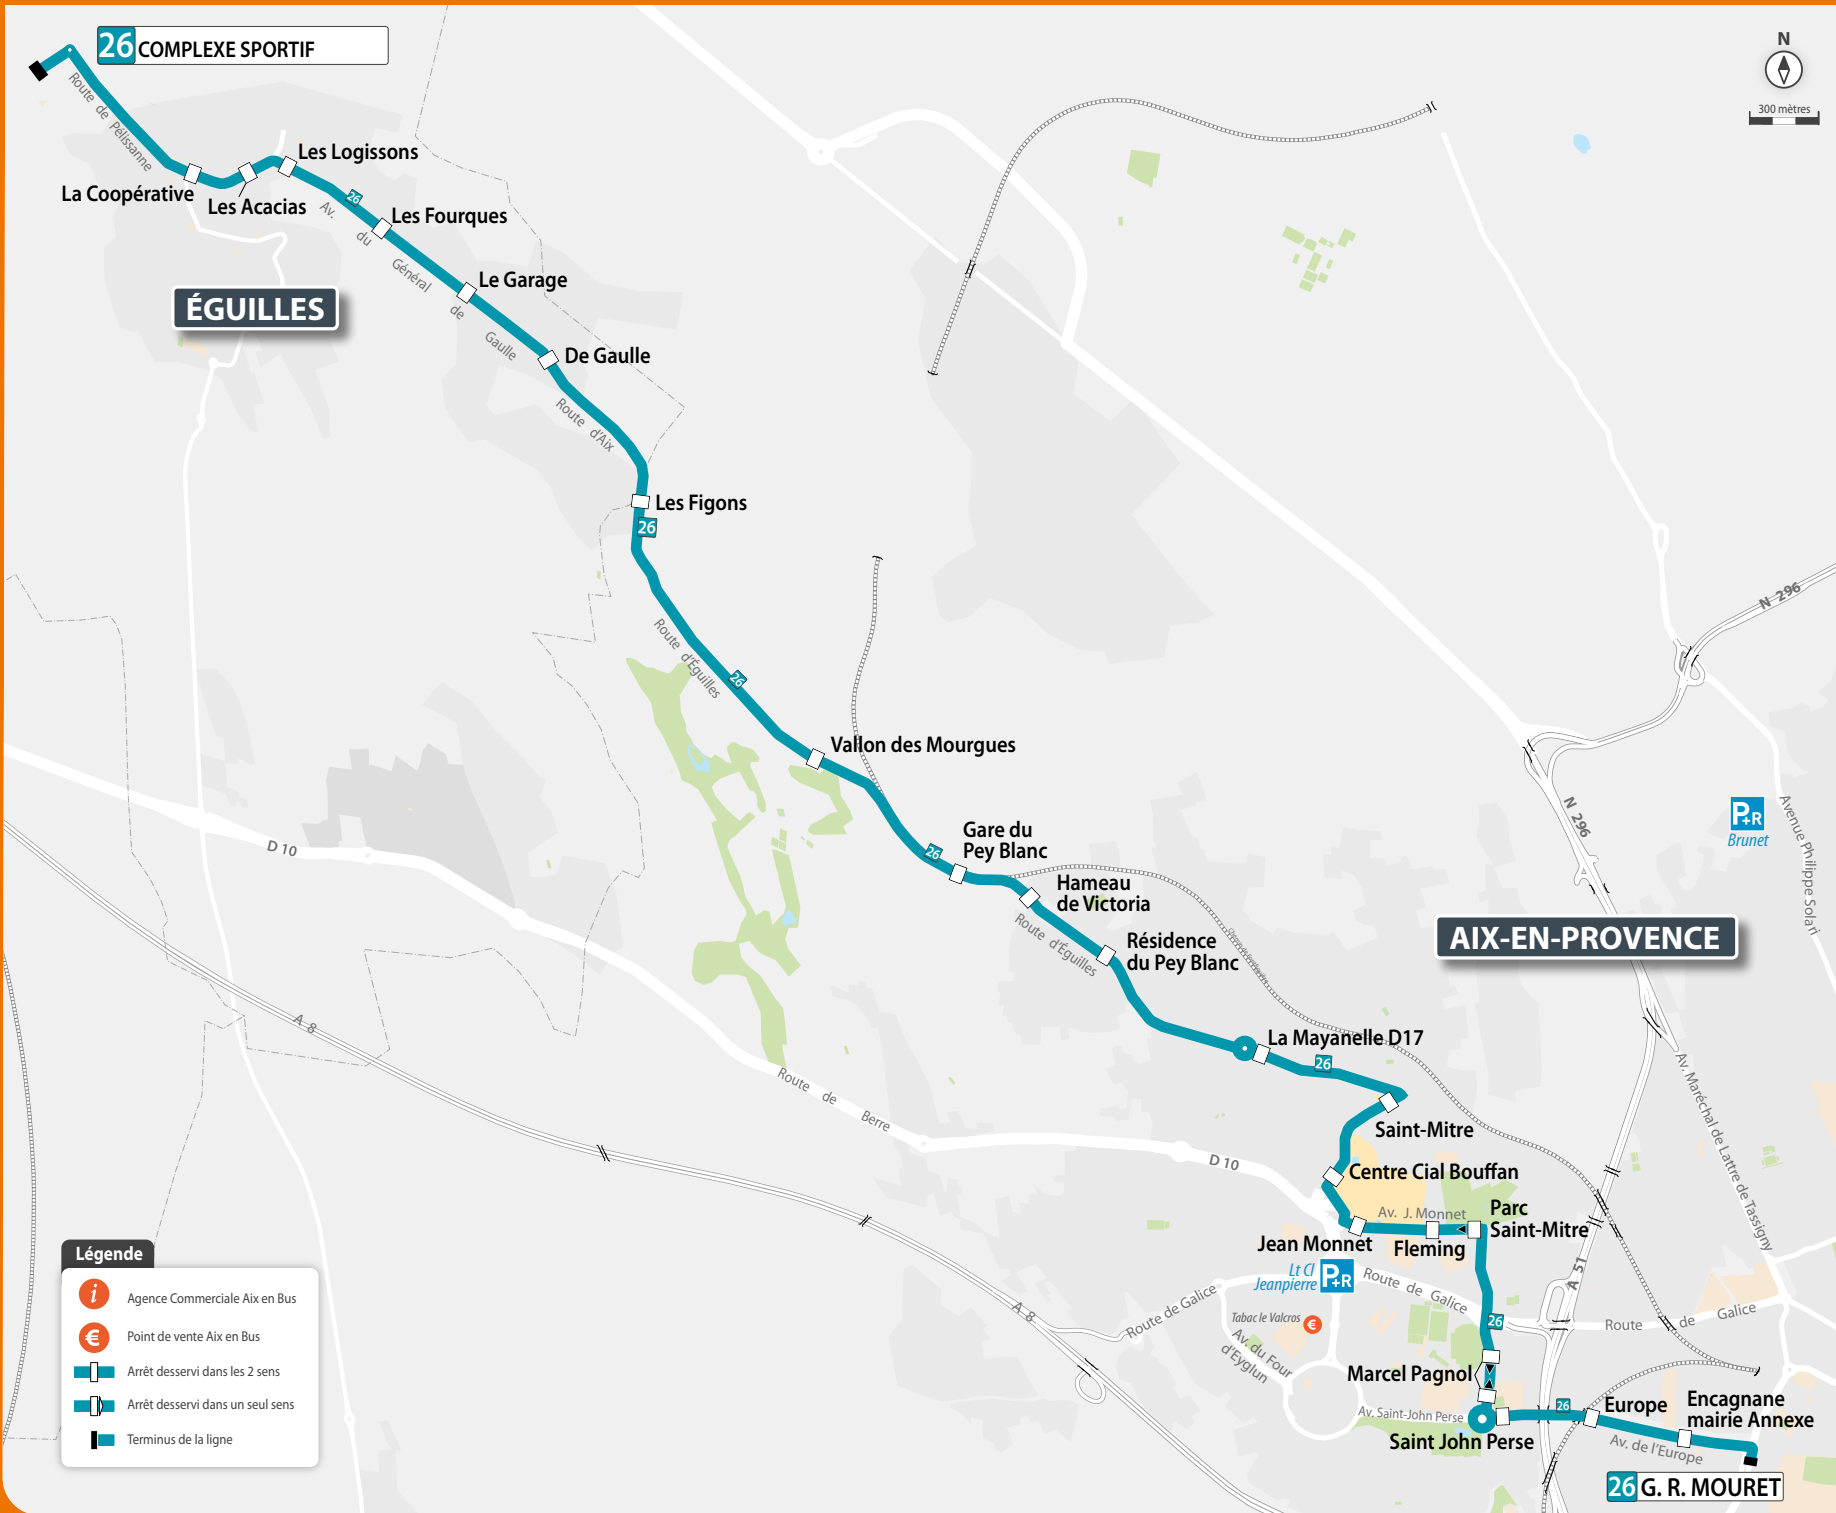 26 COMPLEXE SPORTIF
N
300 mètres
Route de Pélissanne
Les Logissons
La Coopérative
Les Acacias
26
Les Fourques
Av. du Général de Gaulle
Le Garage
ÉGUILLES
De Gaulle
Route d'Aix
Les Figons
26
N 296
Route d'Éguilles
26
Vallon des Mourgues
N 296
P+R
Brunet
Avenue Philippe Solari
D 10
Gare du
Pey Blanc
26
Hameau
de Victoria
Route d'Éguilles
Résidence
du Pey Blanc
AIX-EN-PROVENCE
A 8
La Mayanelle D17
26
Av. Maréchal de Lattre de Tassigny
Route de Berre
Saint-Mitre
D 10
Centre Cial Bouffan
Av. J. Monnet
Parc
Saint-Mitre
Jean Monnet
Fleming
Lt Cl
Jeanpierre
P+R
Route de Galice
A 51
A 8
Route de Galice
Tabac le Valcros
€
26
Route de Galice
Av. du Four
d'Eyglun
Marcel Pagnol
Av. Saint-John Perse
Saint John Perse
26
Europe
Encagnane
mairie Annexe
Av. de l'Europe
26 G. R. MOURET
Légende
i
Agence Commerciale Aix en Bus
€
Point de vente Aix en Bus
Arrêt desservi dans les 2 sens
Arrêt desservi dans un seul sens
Terminus de la ligne